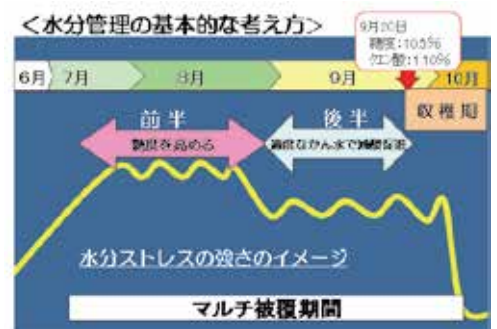 <水分管理の基本的な考え方>
9月20日
糖度:10.5%
クエン酸:1.10%
6月 7月 8月 9月 10月
収穫期
前半 後半
糖度を高める
水分ストレスの強さのイメージ
マルチ被覆期間